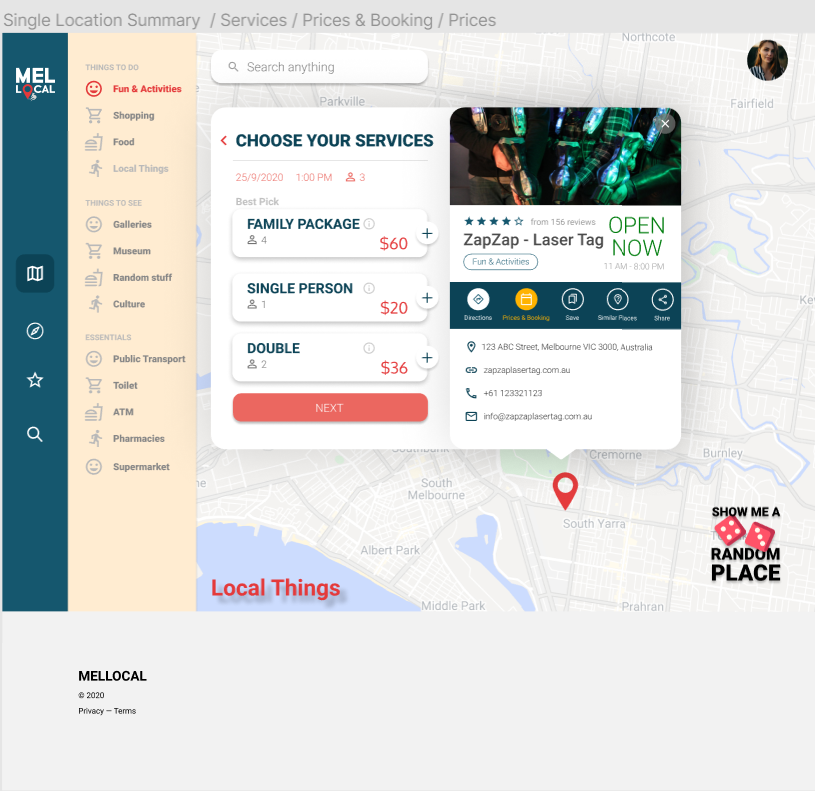 Single Location Summary / Services / Prices & Booking / Prices
MEL
LOCAL
THINGS TO DO
Fun & Activities
Shopping
Food
Local Things
THINGS TO SEE
Galleries
Museum
Random stuff
Culture
ESSENTIALS
Public Transport
Toilet
ATM
Pharmacies
Supermarket
Search anything
Northcote
Parkville
Fairfield
CHOOSE YOUR SERVICES
25/9/2020 1:00 PM 3
Best Pick
FAMILY PACKAGE
4
$60
SINGLE PERSON
1
$20
DOUBLE
2
$36
NEXT
from 156 reviews
ZapZap - Laser Tag
OPEN
NOW
Fun & Activities
11 AM - 8:00 PM
Directions
Prices & Booking
Save
Similar Places
Share
123 ABC Street, Melbourne VIC 3000, Australia
zapzaplasertag.com.au
+61 123321123
info@zapzaplasertag.com.au
Southbank
Cremorne
Burnley
South
Melbourne
South Yarra
Albert Park
Middle Park
Prahran
Local Things
SHOW ME A
RANDOM
PLACE
MELLOCAL
© 2020
Privacy — Terms